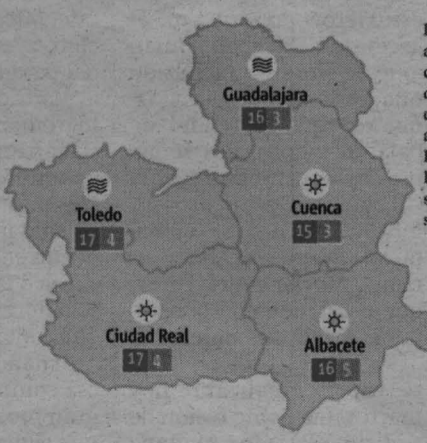 Guadalajara
16 3
Toledo
17 4
Cuenca
15 3
Ciudad Real
17 4
Albacete
16 5